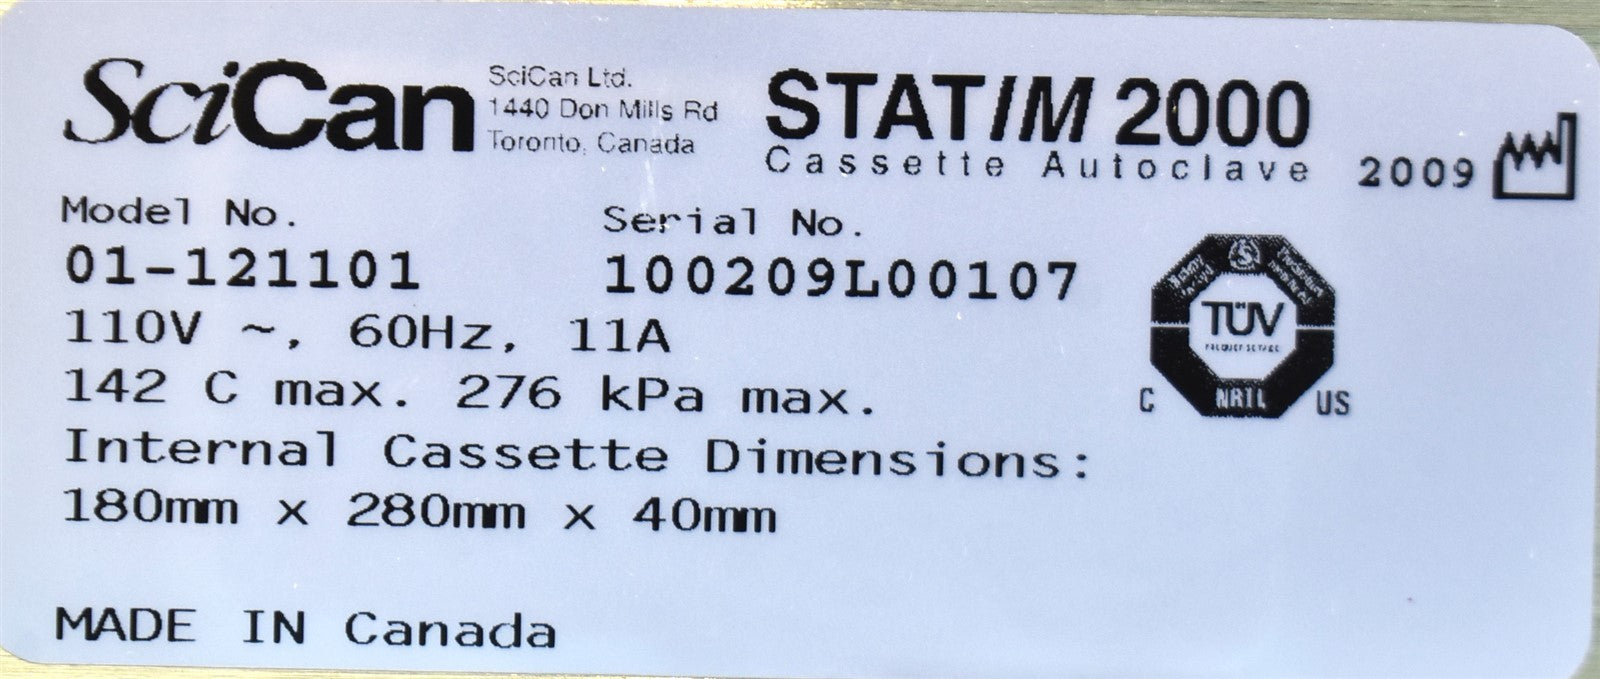 SciCan
SciCan Ltd.
1440 Don Mills Rd
Toronto, Canada
STATIM 2000
Cassette Autoclave
2009
Model No.
Serial No.
01-121101
100209L00107
110V ~, 60Hz, 11A
142 C max. 276 kPa max.
Internal Cassette Dimensions:
180mm x 280mm x 40mm
MADE IN Canada
TÜV
NRTL
C
US